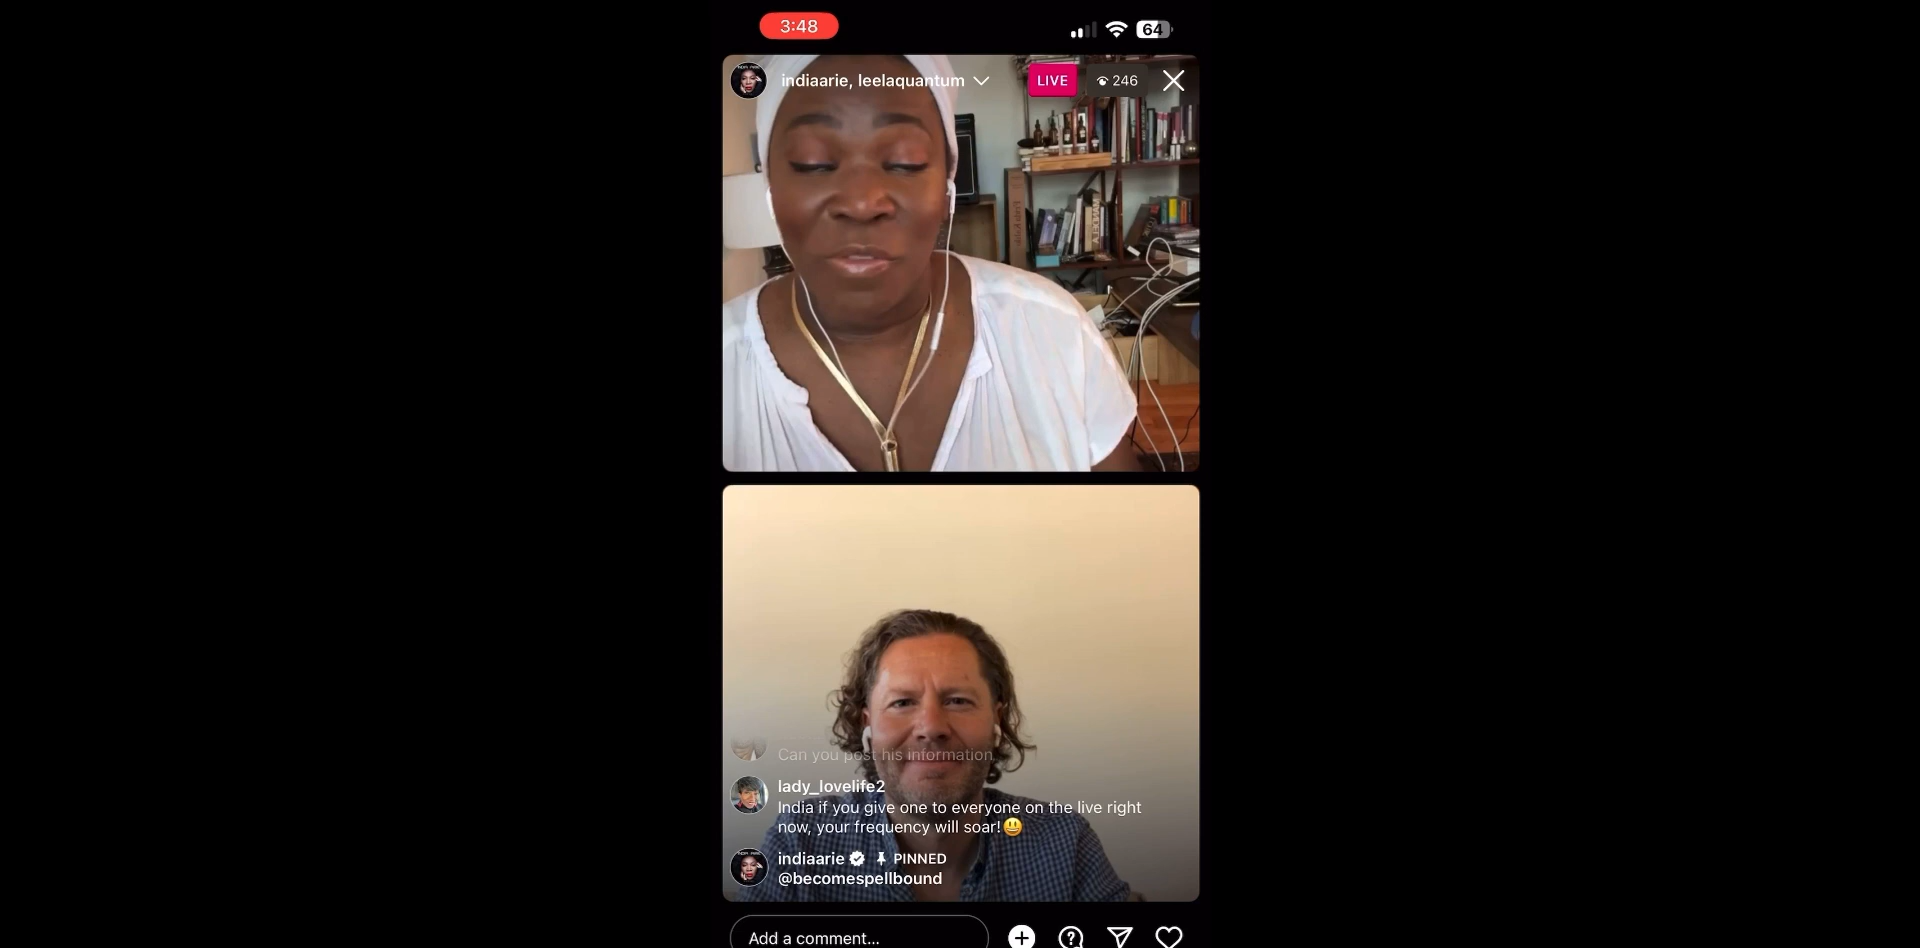 3:48
64
indiaarie, leelaquantum
LIVE
246
Can you post his information
lady_lovelife2
India if you give one to everyone on the live right
now, your frequency will soar!😃
indiaarie PINNED
@becomespellbound
Add a comment...